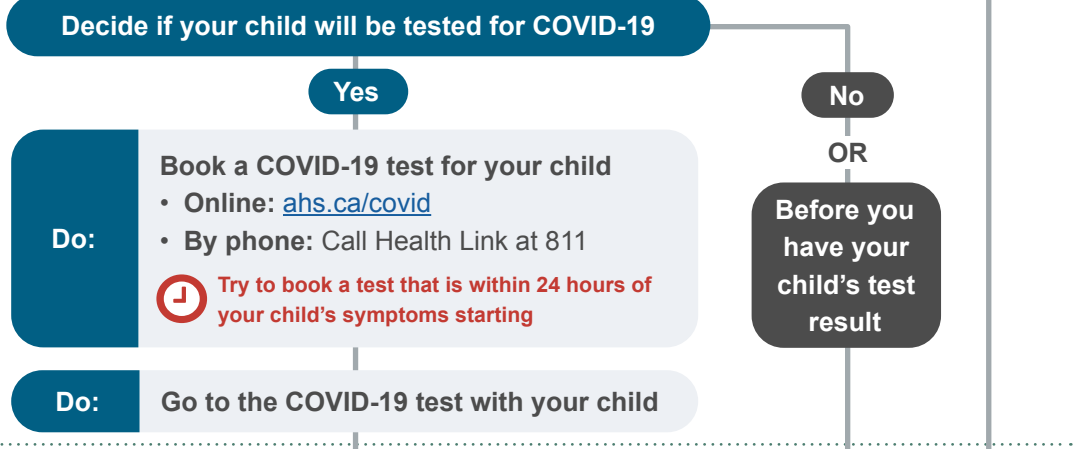 Decide if your child will be tested for COVID-19
Yes
No
OR
Before you
have your
child's test
result
Do:
Book a COVID-19 test for your child
• Online: ahs.ca/covid
• By phone: Call Health Link at 811
Try to book a test that is within 24 hours of
your child's symptoms starting
Do:
Go to the COVID-19 test with your child